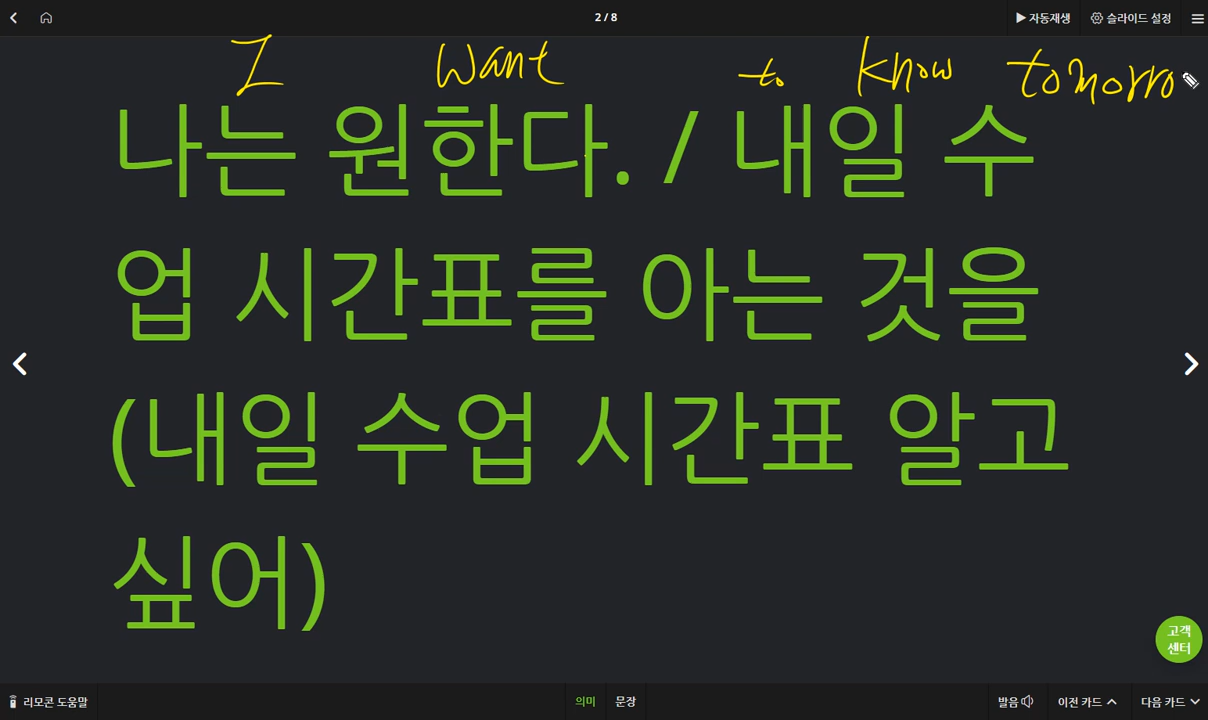 2 / 8
자동재생
슬라이드 설정
I want to know tomorro
나는 원한다. / 내일 수
업 시간표를 아는 것을
(내일 수업 시간표 알고
싶어)
고객
센터
리모콘 도움말
의미
문장
발음
이전 카드
다음 카드